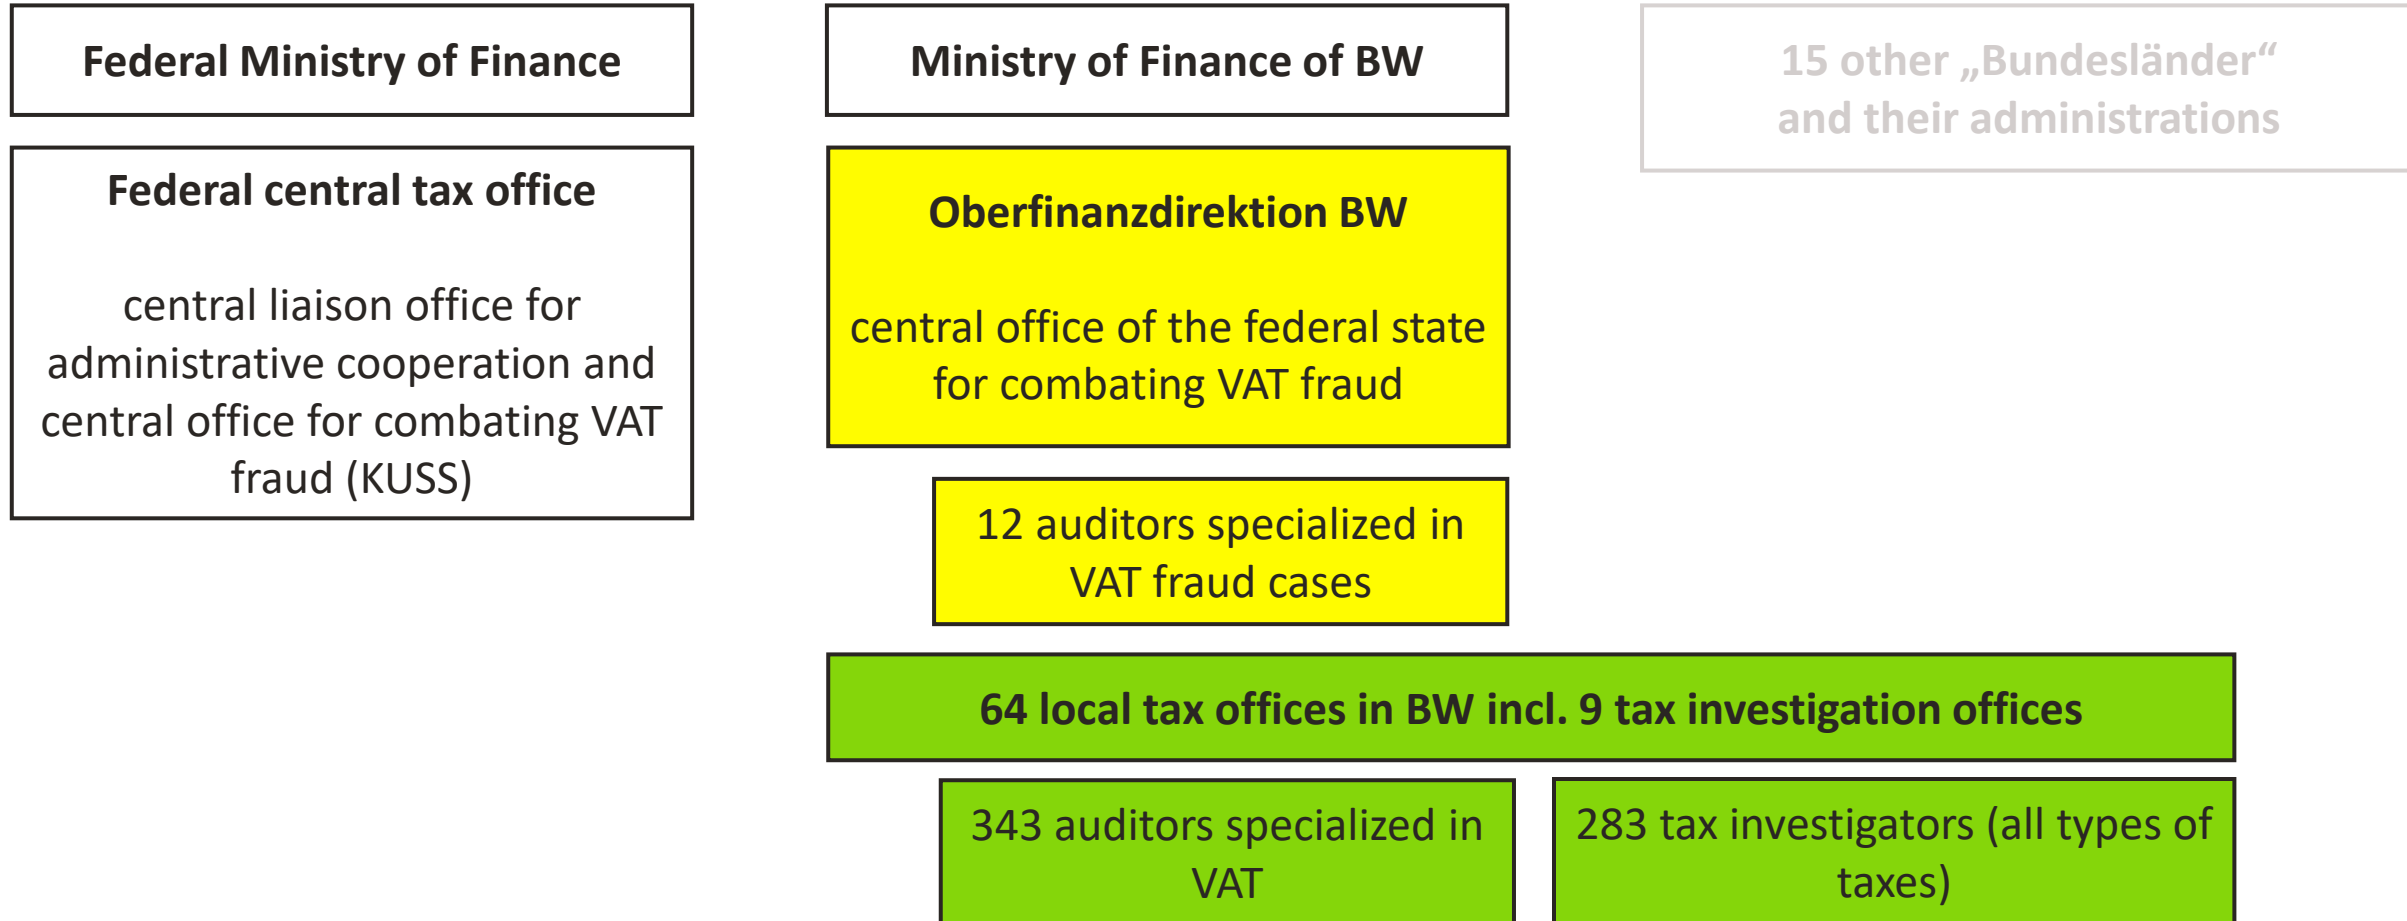 Federal Ministry of Finance
Federal central tax office
central liaison office for
administrative cooperation and
central office for combating VAT
fraud (KUSS)
Ministry of Finance of BW
Oberfinanzdirektion BW
central office of the federal state
for combating VAT fraud
12 auditors specialized in
VAT fraud cases
15 other „Bundesländer“
and their administrations
64 local tax offices in BW incl. 9 tax investigation offices
343 auditors specialized in
VAT
283 tax investigators (all types of
taxes)